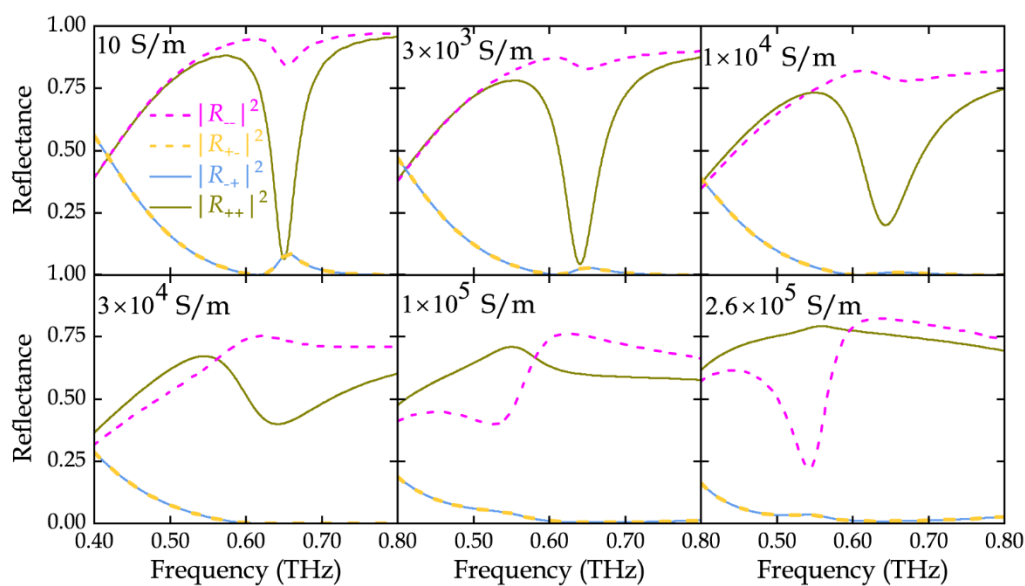 1.00
10 S/m
3×10³ S/m
1×10⁴ S/m
0.75
|R₋₋|²
|R₊₋|²
0.50
|R₋₊|²
|R₊₊|²
0.25
Reflectance
1.00
3×10⁴ S/m
1×10⁵ S/m
2.6×10⁵ S/m
0.75
0.50
0.25
0.00
Reflectance
0.40 0.50 0.60 0.70 0.80 0.50 0.60 0.70 0.80 0.50 0.60 0.70 0.80
Frequency (THz) Frequency (THz) Frequency (THz)